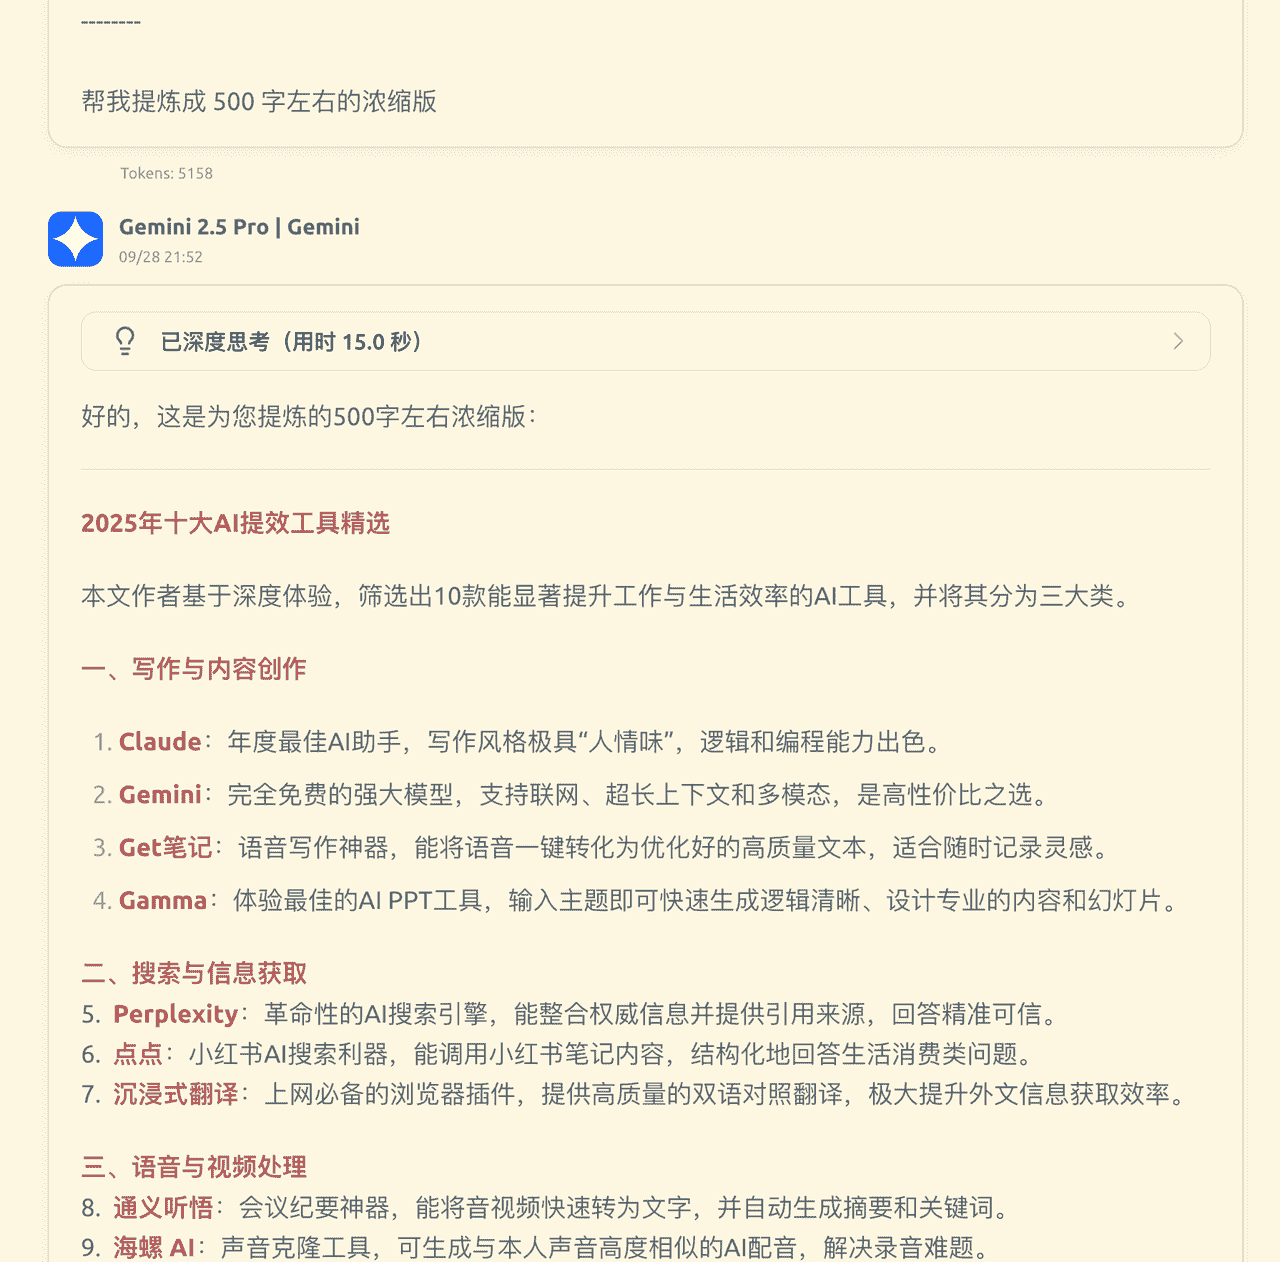 --------
帮我提炼成 500 字左右的浓缩版
Tokens: 5158
Gemini 2.5 Pro | Gemini
09/28 21:52
已深度思考（用时 15.0 秒）
好的，这是为您提炼的500字左右浓缩版：
2025年十大AI提效工具精选
本文作者基于深度体验，筛选出10款能显著提升工作与生活效率的AI工具，并将其分为三大类。
一、写作与内容创作
1. Claude：年度最佳AI助手，写作风格极具“人情味”，逻辑和编程能力出色。
2. Gemini：完全免费的强大模型，支持联网、超长上下文和多模态，是高性价比之选。
3. Get笔记：语音写作神器，能将语音一键转化为优化好的高质量文本，适合随时记录灵感。
4. Gamma：体验最佳的AI PPT工具，输入主题即可快速生成逻辑清晰、设计专业的内容和幻灯片。
二、搜索与信息获取
5. Perplexity：革命性的AI搜索引擎，能整合权威信息并提供引用来源，回答精准可信。
6. 点点：小红书AI搜索利器，能调用小红书笔记内容，结构化地回答生活消费类问题。
7. 沉浸式翻译：上网必备的浏览器插件，提供高质量的双语对照翻译，极大提升外文信息获取效率。
三、语音与视频处理
8. 通义听悟：会议纪要神器，能将音视频快速转为文字，并自动生成摘要和关键词。
9. 海螺 AI：声音克隆工具，可生成与本人声音高度相似的AI配音，解决录音难题。